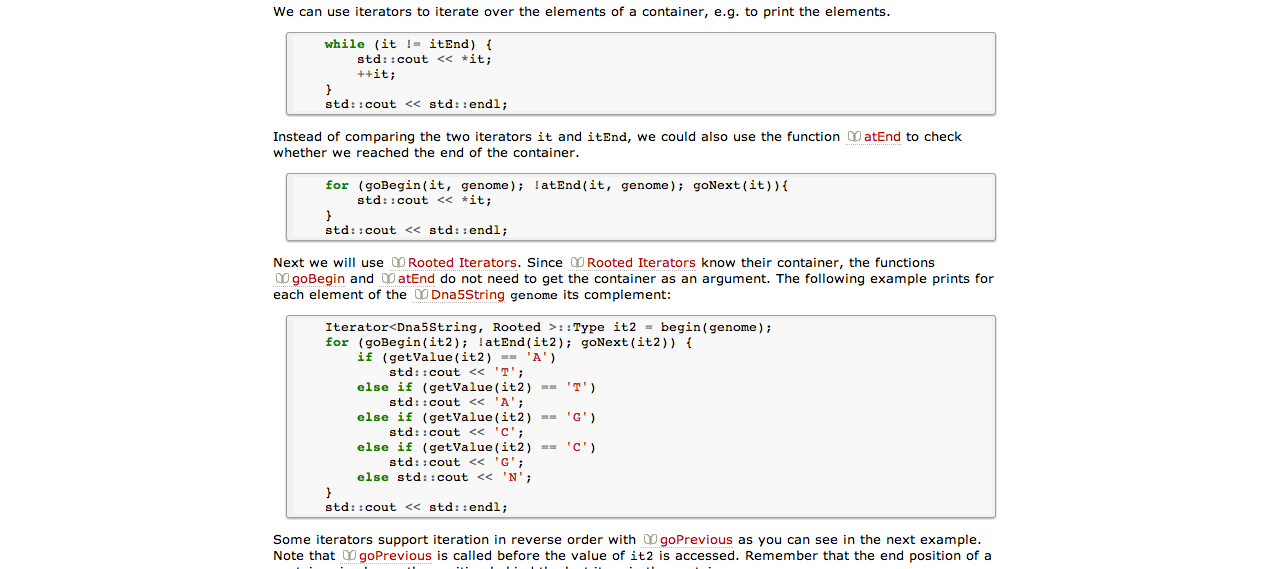 We can use iterators to iterate over the elements of a container, e.g. to print the elements.
while (it != itEnd) {
    std::cout << *it;
    ++it;
}
std::cout << std::endl;
Instead of comparing the two iterators it and itEnd, we could also use the function atEnd to check
whether we reached the end of the container.
for (goBegin(it, genome); !atEnd(it, genome); goNext(it)){
    std::cout << *it;
}
std::cout << std::endl;
Next we will use Rooted Iterators. Since Rooted Iterators know their container, the functions
goBegin and atEnd do not need to get the container as an argument. The following example prints for
each element of the Dna5String genome its complement:
Iterator<Dna5String, Rooted >::Type it2 = begin(genome);
for (goBegin(it2); !atEnd(it2); goNext(it2)) {
    if (getValue(it2) == 'A')
        std::cout << 'T';
    else if (getValue(it2) == 'T')
        std::cout << 'A';
    else if (getValue(it2) == 'G')
        std::cout << 'C';
    else if (getValue(it2) == 'C')
        std::cout << 'G';
    else std::cout << 'N';
}
std::cout << std::endl;
Some iterators support iteration in reverse order with goPrevious as you can see in the next example.
Note that goPrevious is called before the value of it2 is accessed. Remember that the end position of a